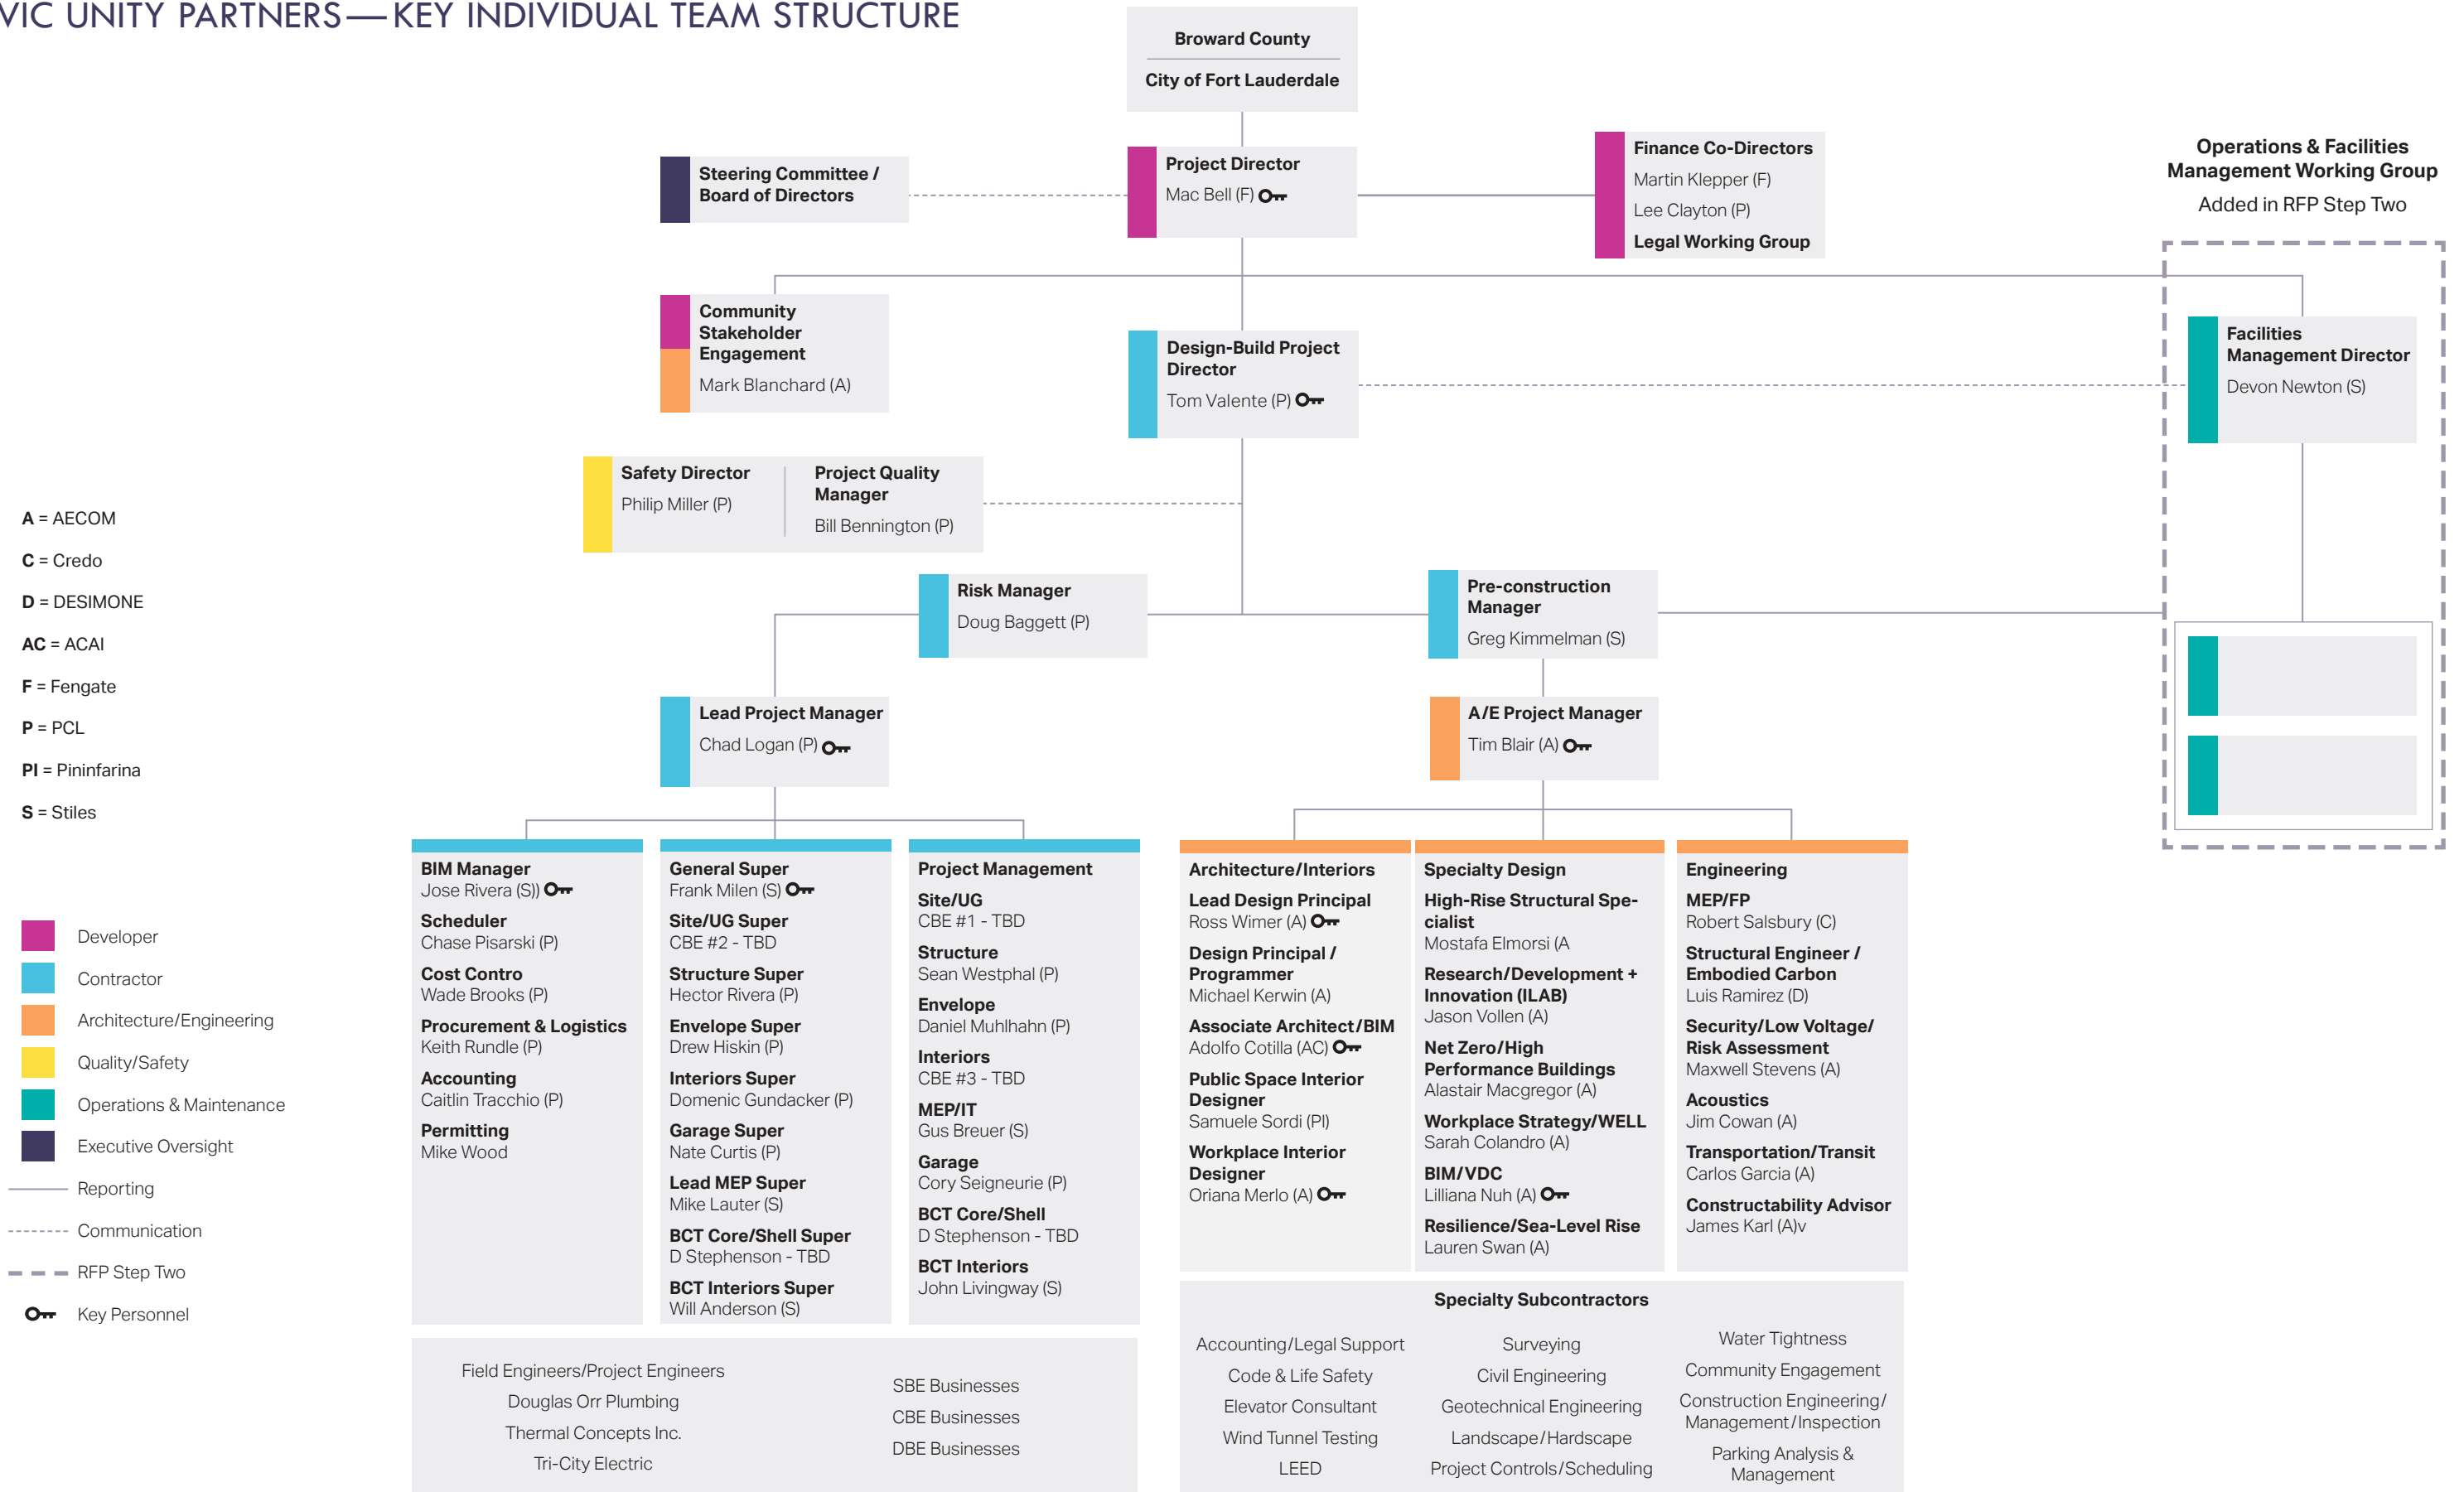 VIC UNITY PARTNERS — KEY INDIVIDUAL TEAM STRUCTURE
Broward County
City of Fort Lauderdale
Steering Committee /
Board of Directors
Project Director
Mac Bell (F)
Finance Co-Directors
Martin Klepper (F)
Lee Clayton (P)
Legal Working Group
Operations & Facilities
Management Working Group
Added in RFP Step Two
Community
Stakeholder
Engagement
Mark Blanchard (A)
Design-Build Project
Director
Tom Valente (P)
Facilities
Management Director
Devon Newton (S)
Safety Director
Philip Miller (P)
Project Quality
Manager
Bill Bennington (P)
Risk Manager
Doug Baggett (P)
Pre-construction
Manager
Greg Kimmelman (S)
Lead Project Manager
Chad Logan (P)
A/E Project Manager
Tim Blair (A)
A = AECOM
C = Credo
D = DESIMONE
AC = ACAI
F = Fengate
P = PCL
PI = Pininfarina
S = Stiles
Developer
Contractor
Architecture/Engineering
Quality/Safety
Operations & Maintenance
Executive Oversight
Reporting
Communication
RFP Step Two
Key Personnel
BIM Manager
Jose Rivera (S))
Scheduler
Chase Pisarski (P)
Cost Contro
Wade Brooks (P)
Procurement & Logistics
Keith Rundle (P)
Accounting
Caitlin Tracchio (P)
Permitting
Mike Wood
General Super
Frank Milen (S)
Site/UG Super
CBE #2 - TBD
Structure Super
Hector Rivera (P)
Envelope Super
Drew Hiskin (P)
Interiors Super
Domenic Gundacker (P)
Garage Super
Nate Curtis (P)
Lead MEP Super
Mike Lauter (S)
BCT Core/Shell Super
D Stephenson - TBD
BCT Interiors Super
Will Anderson (S)
Project Management
Site/UG
CBE #1 - TBD
Structure
Sean Westphal (P)
Envelope
Daniel Muhlhahn (P)
Interiors
CBE #3 - TBD
MEP/IT
Gus Breuer (S)
Garage
Cory Seigneurie (P)
BCT Core/Shell
D Stephenson - TBD
BCT Interiors
John Livingway (S)
Architecture/Interiors
Lead Design Principal
Ross Wimer (A)
Design Principal /
Programmer
Michael Kerwin (A)
Associate Architect/BIM
Adolfo Cotilla (AC)
Public Space Interior
Designer
Samuele Sordi (PI)
Workplace Interior
Designer
Oriana Merlo (A)
Specialty Design
High-Rise Structural Spe-
cialist
Mostafa Elmorsi (A
Research/Development +
Innovation (ILAB)
Jason Vollen (A)
Net Zero/High
Performance Buildings
Alastair Macgregor (A)
Workplace Strategy/WELL
Sarah Colandro (A)
BIM/VDC
Lilliana Nuh (A)
Resilience/Sea-Level Rise
Lauren Swan (A)
Engineering
MEP/FP
Robert Salsbury (C)
Structural Engineer /
Embodied Carbon
Luis Ramirez (D)
Security/Low Voltage/
Risk Assessment
Maxwell Stevens (A)
Acoustics
Jim Cowan (A)
Transportation/Transit
Carlos Garcia (A)
Constructability Advisor
James Karl (A)v
Field Engineers/Project Engineers
Douglas Orr Plumbing
Thermal Concepts Inc.
Tri-City Electric
SBE Businesses
CBE Businesses
DBE Businesses
Specialty Subcontractors
Accounting/Legal Support
Code & Life Safety
Elevator Consultant
Wind Tunnel Testing
LEED
Surveying
Civil Engineering
Geotechnical Engineering
Landscape/Hardscape
Project Controls/Scheduling
Water Tightness
Community Engagement
Construction Engineering/
Management/Inspection
Parking Analysis &
Management